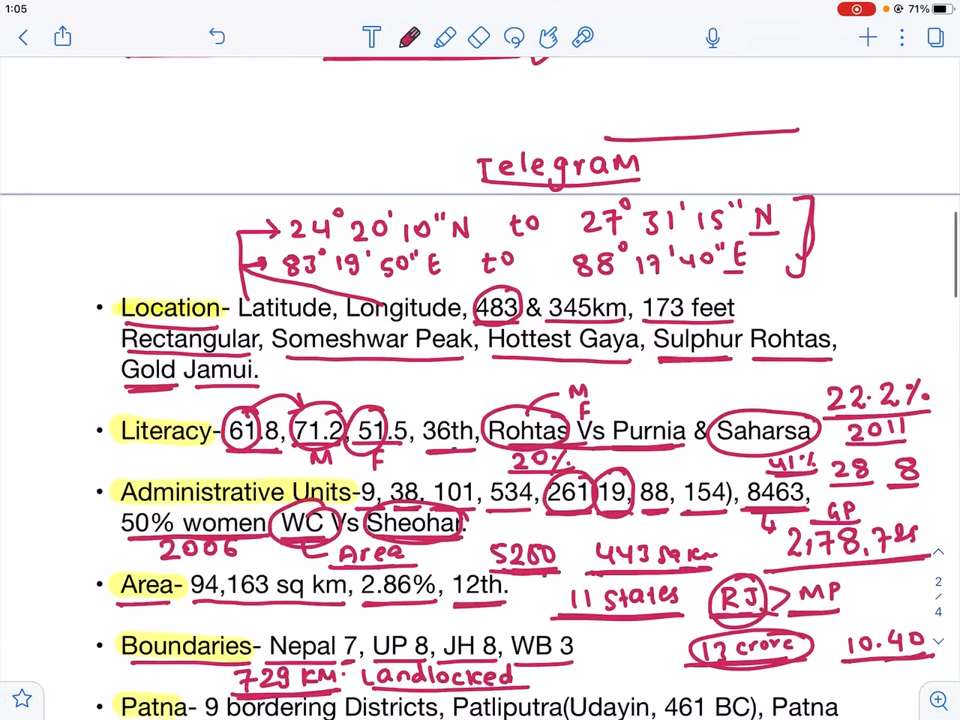 1:05
71%
T
Telegram
24° 20' 10" N to 27° 31' 15" N
83° 19' 50" E to 88° 17' 40" E
• Location- Latitude, Longitude, 483 & 345km, 173 feet
Rectangular, Someshwar Peak, Hottest Gaya, Sulphur Rohtas,
Gold Jamui.
M
F
22.2%
• Literacy- 61.8, 71.2, 51.5, 36th, Rohtas Vs Purnia & Saharsa
2011
M F 20% 41% 28 8
• Administrative Units-9, 38, 101, 534, 261(19, 88, 154), 8463,
GP
50% women, WC Vs Sheohar.
2006 Area 5200 443 sq km
• Area- 94,163 sq km, 2.86%, 12th.
11 States RJ > MP
• Boundaries- Nepal 7, UP 8, JH 8, WB 3
13 crore 10.40
729 KM. Landlocked
• Patna- 9 bordering Districts, Patliputra(Udayin, 461 BC), Patna
2
/
4